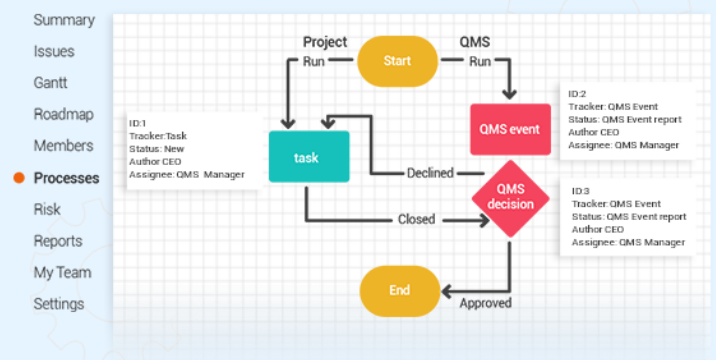 Summary
Issues
Gantt
Roadmap
Members
Processes
Risk
Reports
My Team
Settings
Project
Run
Start
QMS
Run
ID:1
Tracker:Task
Status: New
Author CEO
Assignee: QMS Manager
task
QMS event
ID:2
Tracker: QMS Event
Status: QMS Event report
Author CEO
Assignee: QMS Manager
Declined
QMS
decision
ID:3
Tracker: QMS Event
Status: QMS Event report
Author CEO
Assignee: QMS Manager
Closed
End
Approved